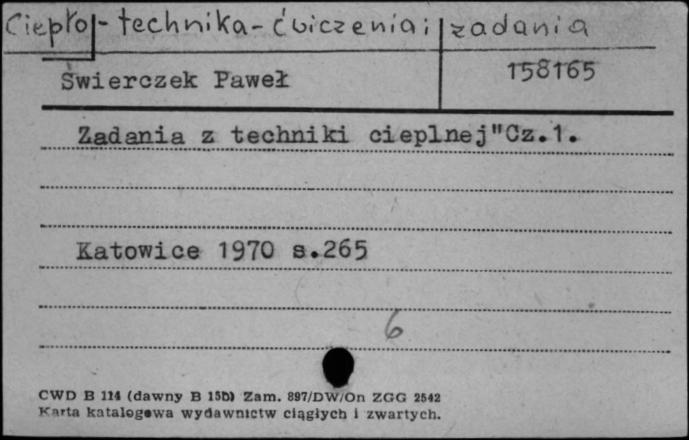 Ciepło - technika - ćwiczenia i zadania
Świerczek Paweł
158165
Zadania z techniki cieplnej"Cz.1.
Katowice 1970 s.265
6
CWD B 114 (dawny B 15b) Zam. 897/DW/On ZGG 2542
Karta katalogowa wydawnictw ciągłych i zwartych.